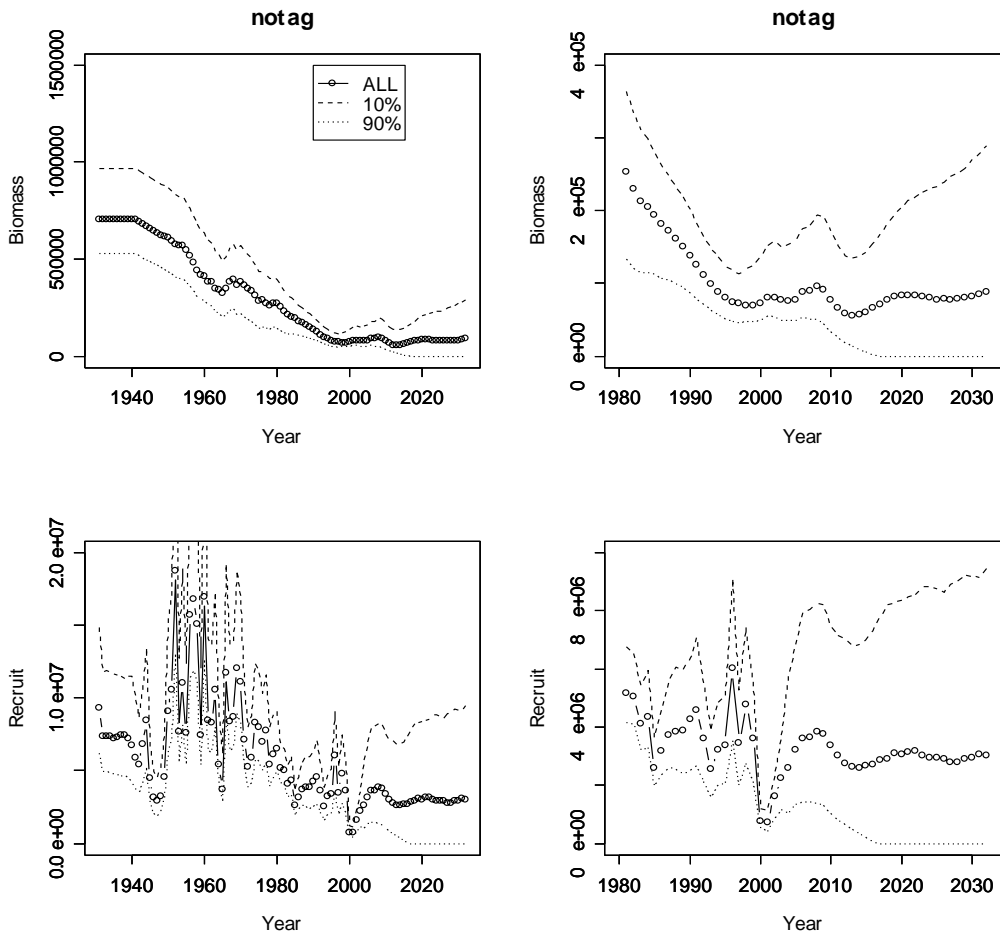 notag
Biomass
1500000
1000000
500000
0
ALL
10%
90%
1940 1960 1980 2000 2020
Year
notag
Biomass
4 e+05
2 e+05
0 e+00
1980 1990 2000 2010 2020 2030
Year
Recruit
2.0 e+07
1.0 e+07
0.0 e+00
1940 1960 1980 2000 2020
Year
Recruit
8 e+06
4 e+06
0 e+00
1980 1990 2000 2010 2020 2030
Year